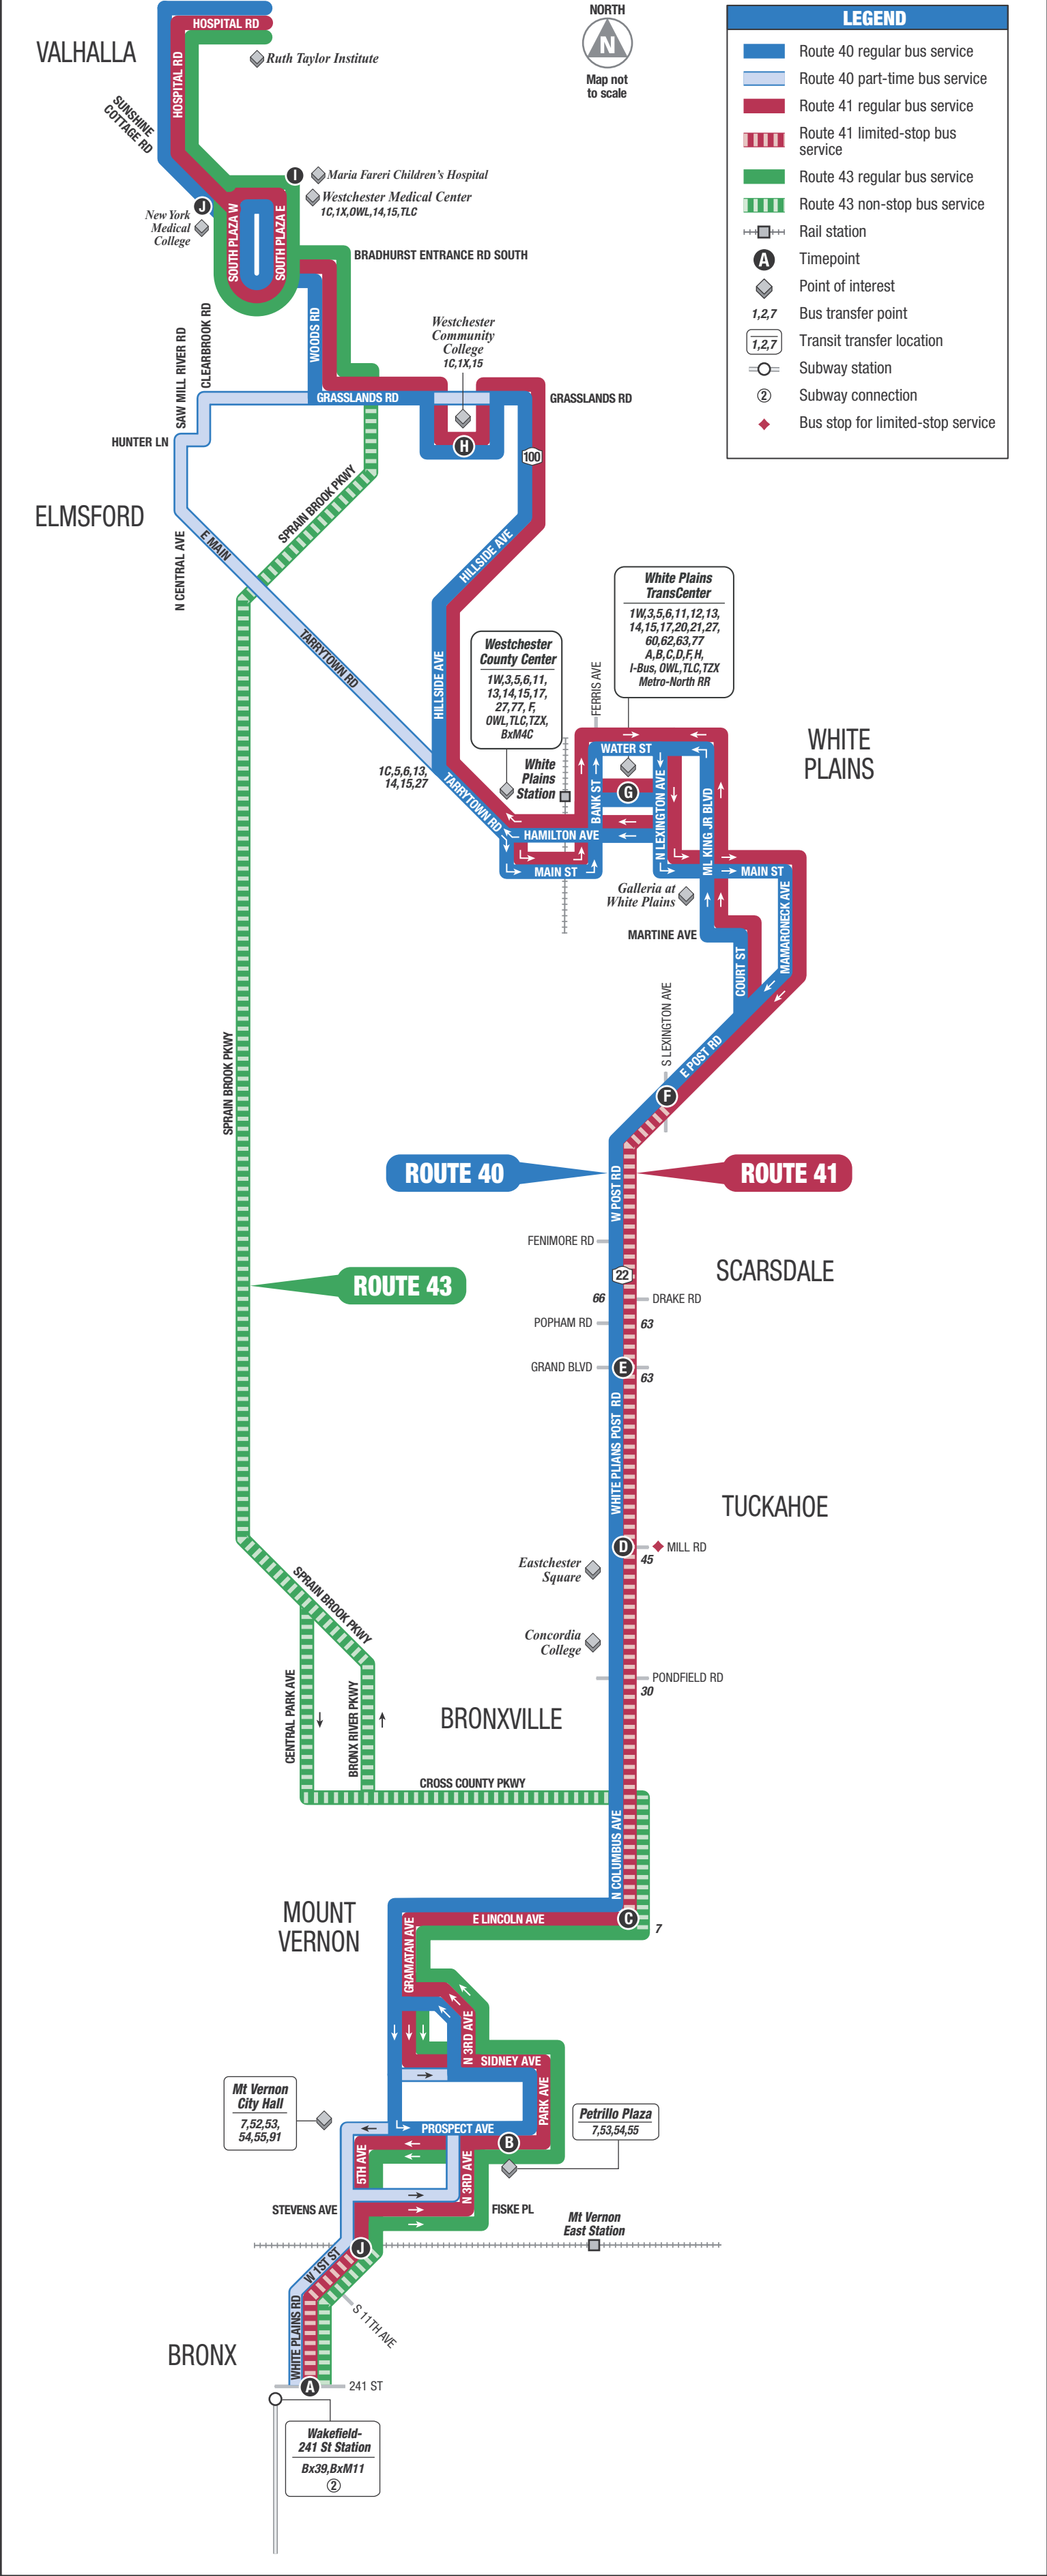 NORTH
N
Map not
to scale
LEGEND
Route 40 regular bus service
Route 40 part-time bus service
Route 41 regular bus service
Route 41 limited-stop bus
service
Route 43 regular bus service
Route 43 non-stop bus service
Rail station
A Timepoint
Point of interest
1,2,7 Bus transfer point
1,2,7 Transit transfer location
Subway station
2 Subway connection
Bus stop for limited-stop service
VALHALLA
HOSPITAL RD
HOSPITAL RD
Ruth Taylor Institute
SUNSHINE
COTTAGE RD
I
Maria Fareri Children's Hospital
Westchester Medical Center
1C,1X,OWL,14,15,TLC
J
New York
Medical
College
SOUTH PLAZA W
SOUTH PLAZA E
BRADHURST ENTRANCE RD SOUTH
WOODS RD
CLEARBROOK RD
SAW MILL RIVER RD
Westchester
Community
College
1C,1X,15
GRASSLANDS RD
GRASSLANDS RD
HUNTER LN
H
100
ELMSFORD
SPRAIN BROOK PKWY
N CENTRAL AVE
E MAIN
TARRYTOWN RD
HILLSIDE AVE
HILLSIDE AVE
White Plains
TransCenter
1W,3,5,6,11,12,13,
14,15,17,20,21,27,
60,62,63,77
A,B,C,D,F,H,
I-Bus, OWL,TLC,TZX
Metro-North RR
Westchester
County Center
1W,3,5,6,11,
13,14,15,17,
27,77, F,
OWL,TLC,TZX,
BxM4C
FERRIS AVE
WHITE
PLAINS
WATER ST
1C,5,6,13,
14,15,27
TARRYTOWN RD
White
Plains
Station
BANK ST
G
N LEXINGTON AVE
ML KING JR BLVD
HAMILTON AVE
MAIN ST
MAIN ST
Galleria at
White Plains
MAMARONECK AVE
MARTINE AVE
COURT ST
S LEXINGTON AVE
E POST RD
F
SPRAIN BROOK PKWY
ROUTE 40
W POST RD
ROUTE 41
FENIMORE RD
SCARSDALE
22
ROUTE 43
66
DRAKE RD
POPHAM RD
63
GRAND BLVD
E
63
WHITE PLIANS POST RD
TUCKAHOE
D
MILL RD
45
Eastchester
Square
SPRAIN BROOK PKWY
Concordia
College
PONDFIELD RD
30
CENTRAL PARK AVE
BRONX RIVER PKWY
BRONXVILLE
CROSS COUNTY PKWY
N COLUMBUS AVE
MOUNT
VERNON
E LINCOLN AVE
C
7
GRAMATAN AVE
N 3RD AVE
SIDNEY AVE
PARK AVE
Mt Vernon
City Hall
7,52,53,
54,55,91
PROSPECT AVE
B
Petrillo Plaza
7,53,54,55
5TH AVE
N 3RD AVE
STEVENS AVE
FISKE PL
Mt Vernon
East Station
J
W 1ST ST
S 11TH AVE
WHITE PLAINS RD
BRONX
A
241 ST
Wakefield-
241 St Station
Bx39,BxM11
2